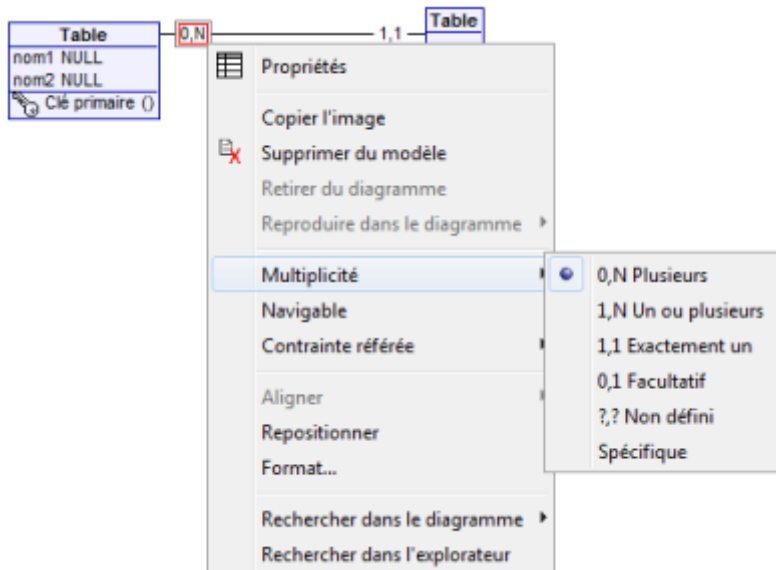 Table
nom1 NULL
nom2 NULL
Clé primaire ()
0,N
1,1
Table
Propriétés
Copier l'image
Supprimer du modèle
Retirer du diagramme
Reproduire dans le diagramme
Multiplicité
Navigable
Contrainte référée
Aligner
Repositionner
Format...
Rechercher dans le diagramme
Rechercher dans l'explorateur
0,N Plusieurs
1,N Un ou plusieurs
1,1 Exactement un
0,1 Facultatif
?,? Non défini
Spécifique